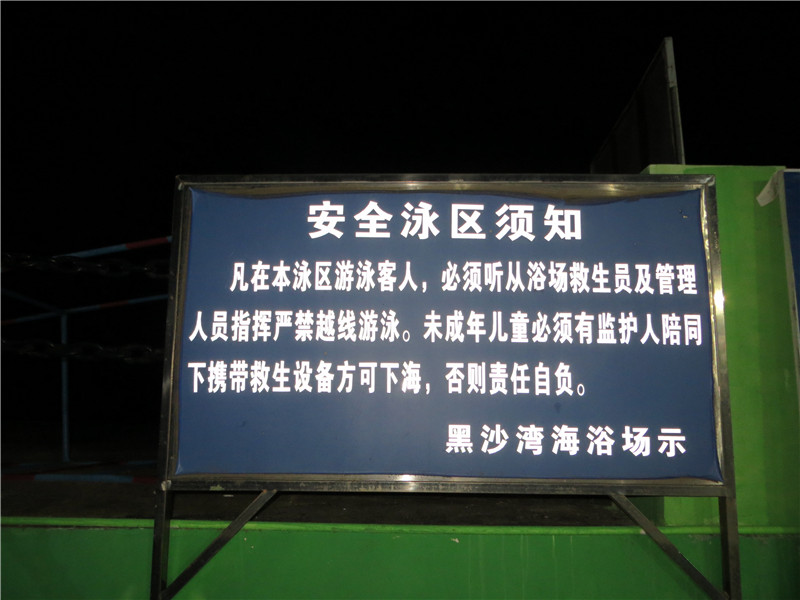 安全泳区须知
凡在本泳区游泳客人，必须听从浴场救生员及管理
人员指挥严禁越线游泳。未成年儿童必须有监护人陪同
下携带救生设备方可下海，否则责任自负。
黑沙湾海浴场示